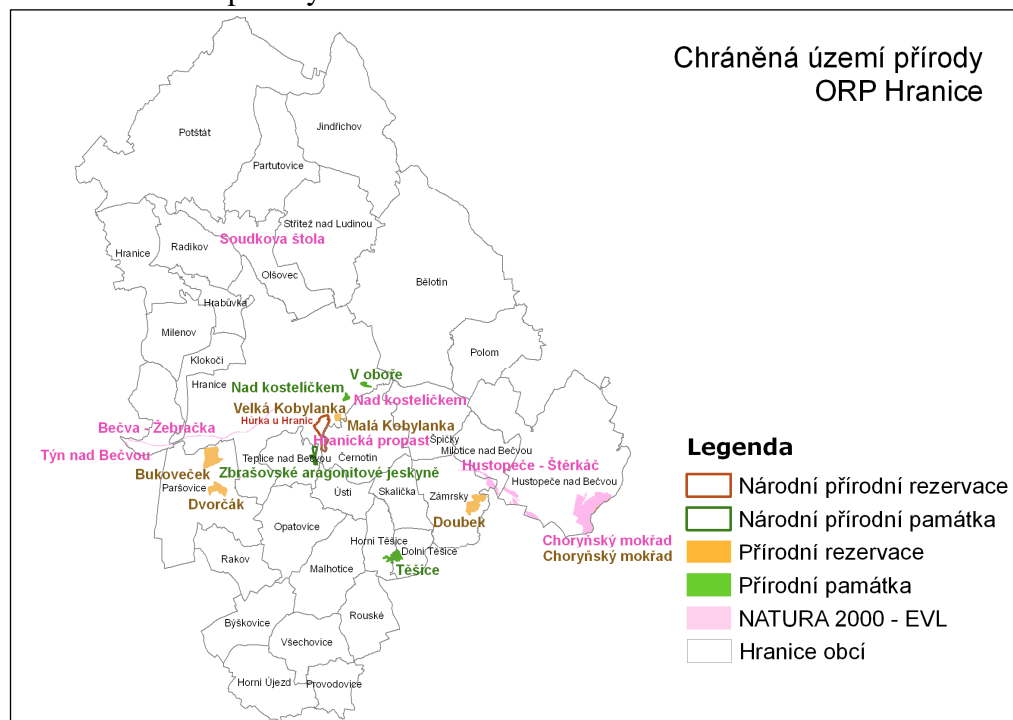 Chráněná území přírody
ORP Hranice
Potštát
Jindřichov
Partutovice
Střítež nad Ludinou
Soudkova štola
Hranice
Radíkov
Olšovec
Bělotín
Hrabůvka
Milenov
Polom
Klokočí
Hranice
V oboře
Nad kostelíčkem
Nad kostelíčkem
Velká Kobylanka
Hůrka u Hranic
Malá Kobylanka
Bečva - Žebračka
Hranická propast
Špičky
Týn nad Bečvou
Teplice nad Bečvou
Černotín
Milotice nad Bečvou
Hustopeče - Štěrkáč
Bukoveček
Zbrašovské aragonitové jeskyně
Hustopeče nad Bečvou
Paršovice
Ústí
Skalička
Zámrsky
Dvorčák
Opatovice
Doubek
Horní Těšice
Choryňský mokřad
Dolní Těšice
Choryňský mokřad
Rakov
Malhotice
Těšice
Rouské
Býškovice
Všechovice
Horní Újezd
Provodovice
Legenda
Národní přírodní rezervace
Národní přírodní památka
Přírodní rezervace
Přírodní památka
NATURA 2000 - EVL
Hranice obcí